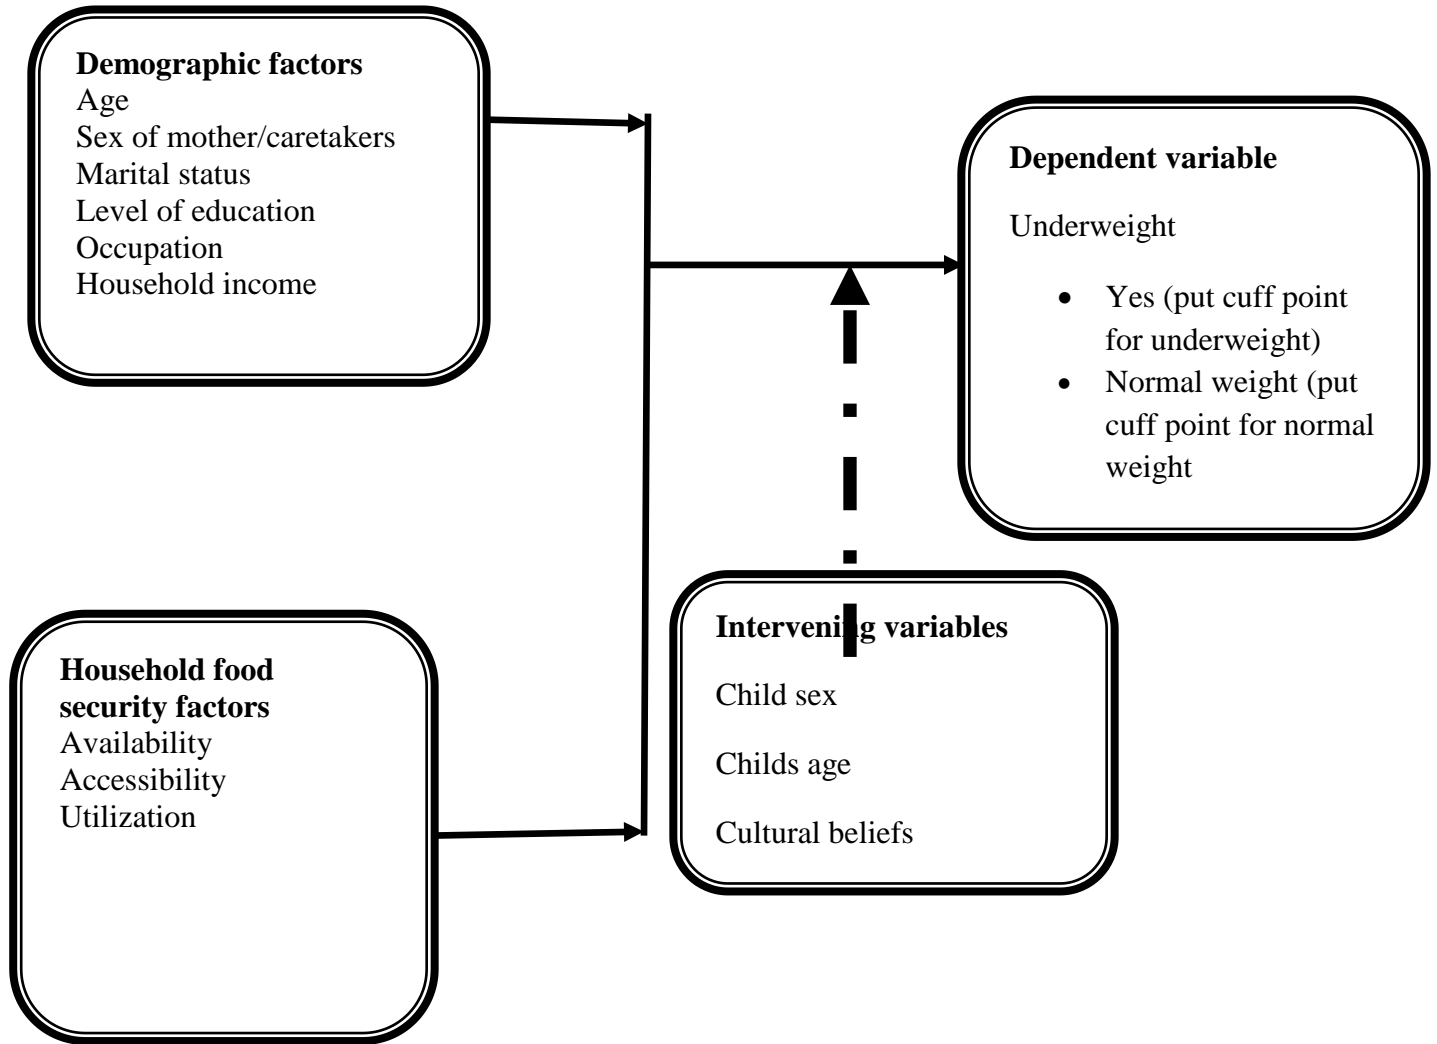 Demographic factors
Age
Sex of mother/caretakers
Marital status
Level of education
Occupation
Household income
Dependent variable
Underweight
• Yes (put cuff point
for underweight)
• Normal weight (put
cuff point for normal
weight
Household food
security factors
Availability
Accessibility
Utilization
Intervening variables
Child sex
Childs age
Cultural beliefs